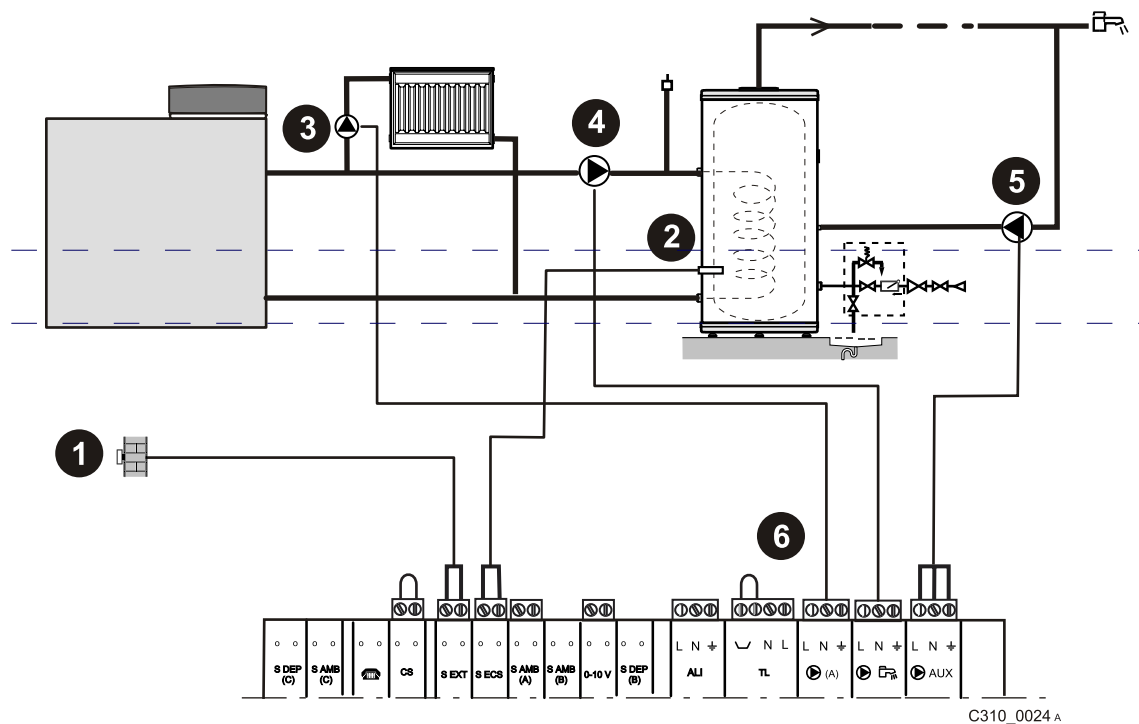 3
4
5
2
1
6
S DEP
(C)
S AMB
(C)
CS
S EXT
S ECS
S AMB
(A)
S AMB
(B)
0-10 V
S DEP
(B)
L N
ALI
N L
TL
L N
(A)
L N
L N
AUX
C310_0024 A